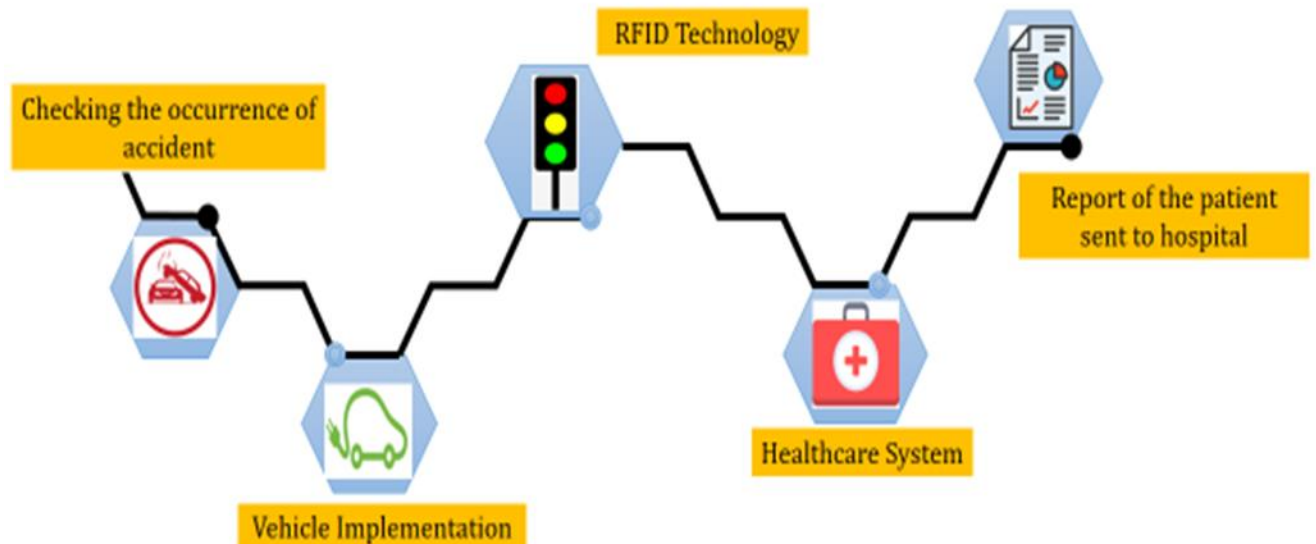 Checking the occurrence of
accident
Vehicle Implementation
RFID Technology
Healthcare System
Report of the patient
sent to hospital